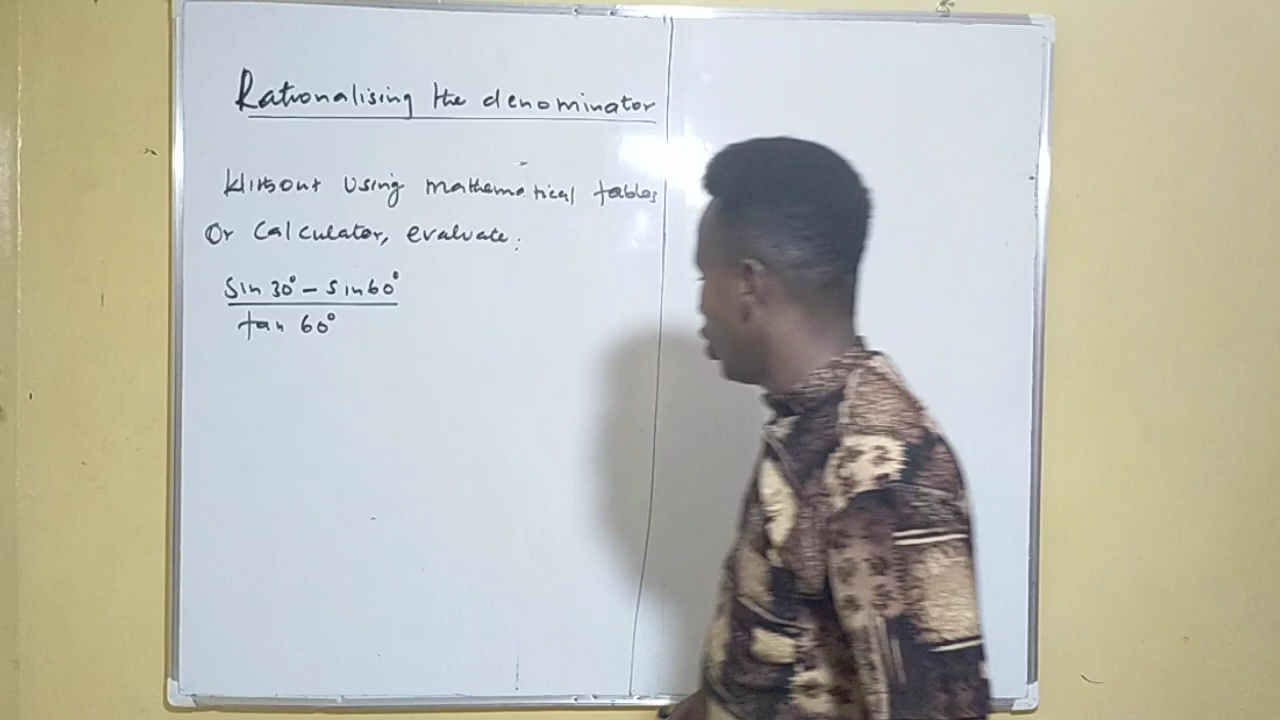 Rationalising the denominator
Without using mathematical tables
Or Calculator, evaluate:
Sin 30° - Sin 60°
tan 60°